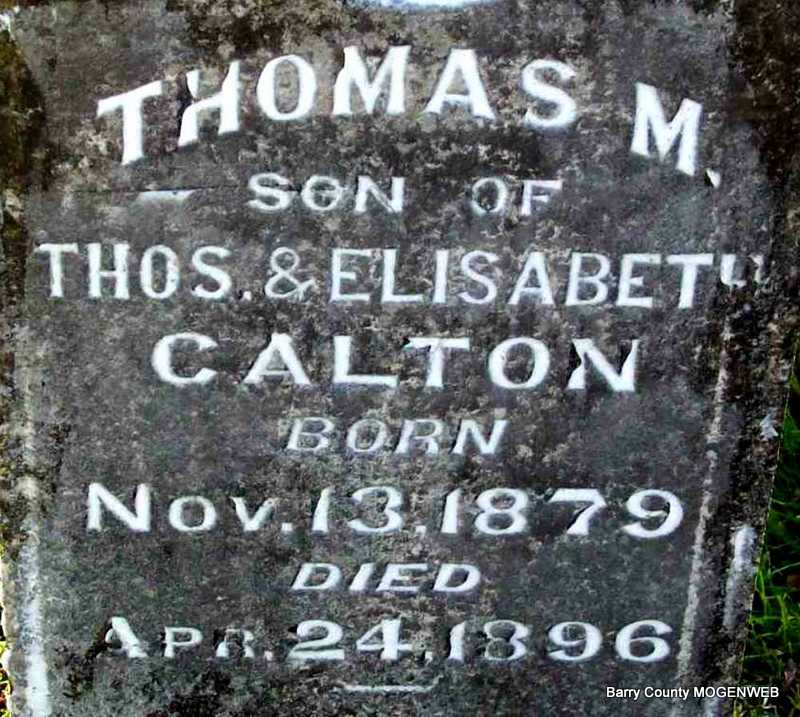 THOMAS M.
SON OF
THOS. & ELISABETH
CALTON
BORN
NOV. 13, 1879
DIED
APR. 24, 1896
Barry County MOGENWEB